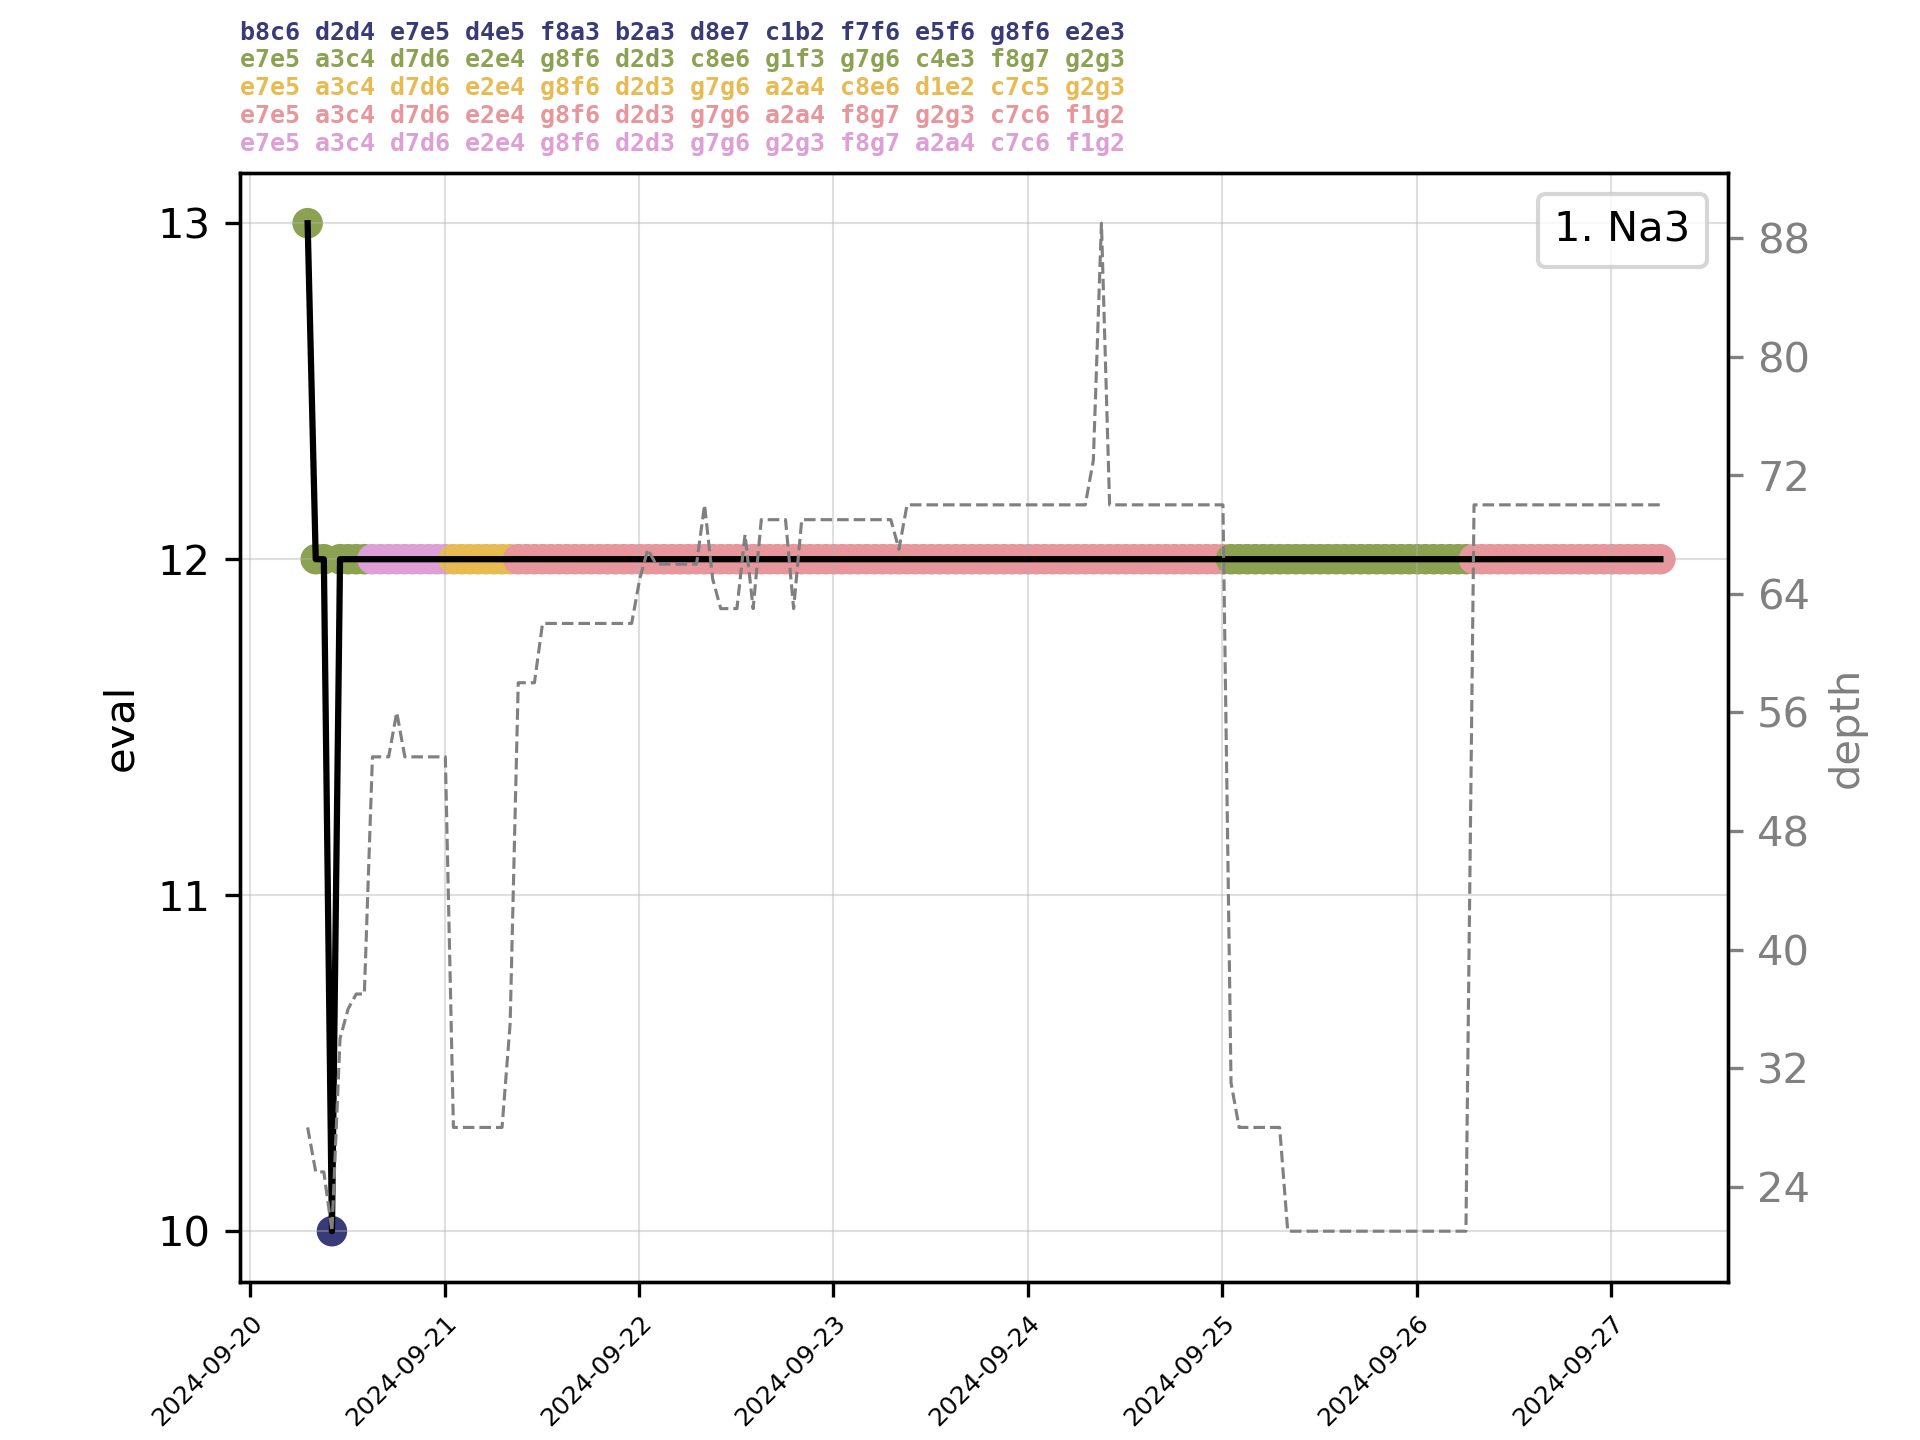 b8c6 d2d4 e7e5 d4e5 f8a3 b2a3 d8e7 c1b2 f7f6 e5f6 g8f6 e2e3
e7e5 a3c4 d7d6 e2e4 g8f6 d2d3 c8e6 g1f3 g7g6 c4e3 f8g7 g2g3
e7e5 a3c4 d7d6 e2e4 g8f6 d2d3 g7g6 a2a4 c8e6 d1e2 c7c5 g2g3
e7e5 a3c4 d7d6 e2e4 g8f6 d2d3 g7g6 a2a4 f8g7 g2g3 c7c6 f1g2
e7e5 a3c4 d7d6 e2e4 g8f6 d2d3 g7g6 g2g3 f8g7 a2a4 c7c6 f1g2
1. Na3
13
12
11
10
eval
88
80
72
64
56
48
40
32
24
depth
2024-09-20
2024-09-21
2024-09-22
2024-09-23
2024-09-24
2024-09-25
2024-09-26
2024-09-27